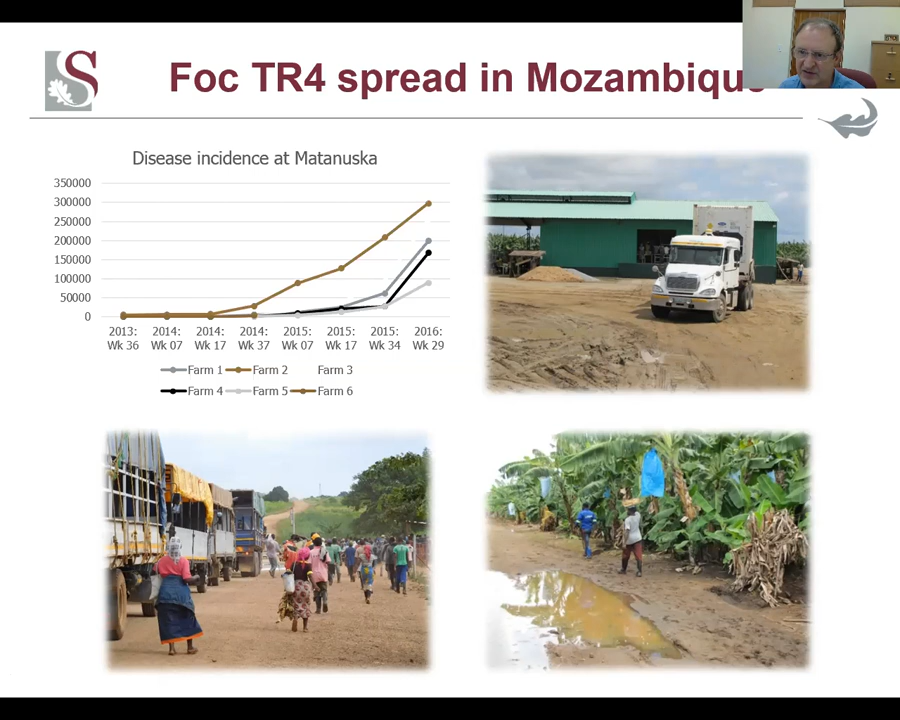 Foc TR4 spread in Mozambique
Disease incidence at Matanuska
350000
300000
250000
200000
150000
100000
50000
0
2013: Wk 36
2014: Wk 07
2014: Wk 17
2014: Wk 37
2015: Wk 07
2015: Wk 17
2015: Wk 34
2016: Wk 29
Farm 1 Farm 2 Farm 3
Farm 4 Farm 5 Farm 6